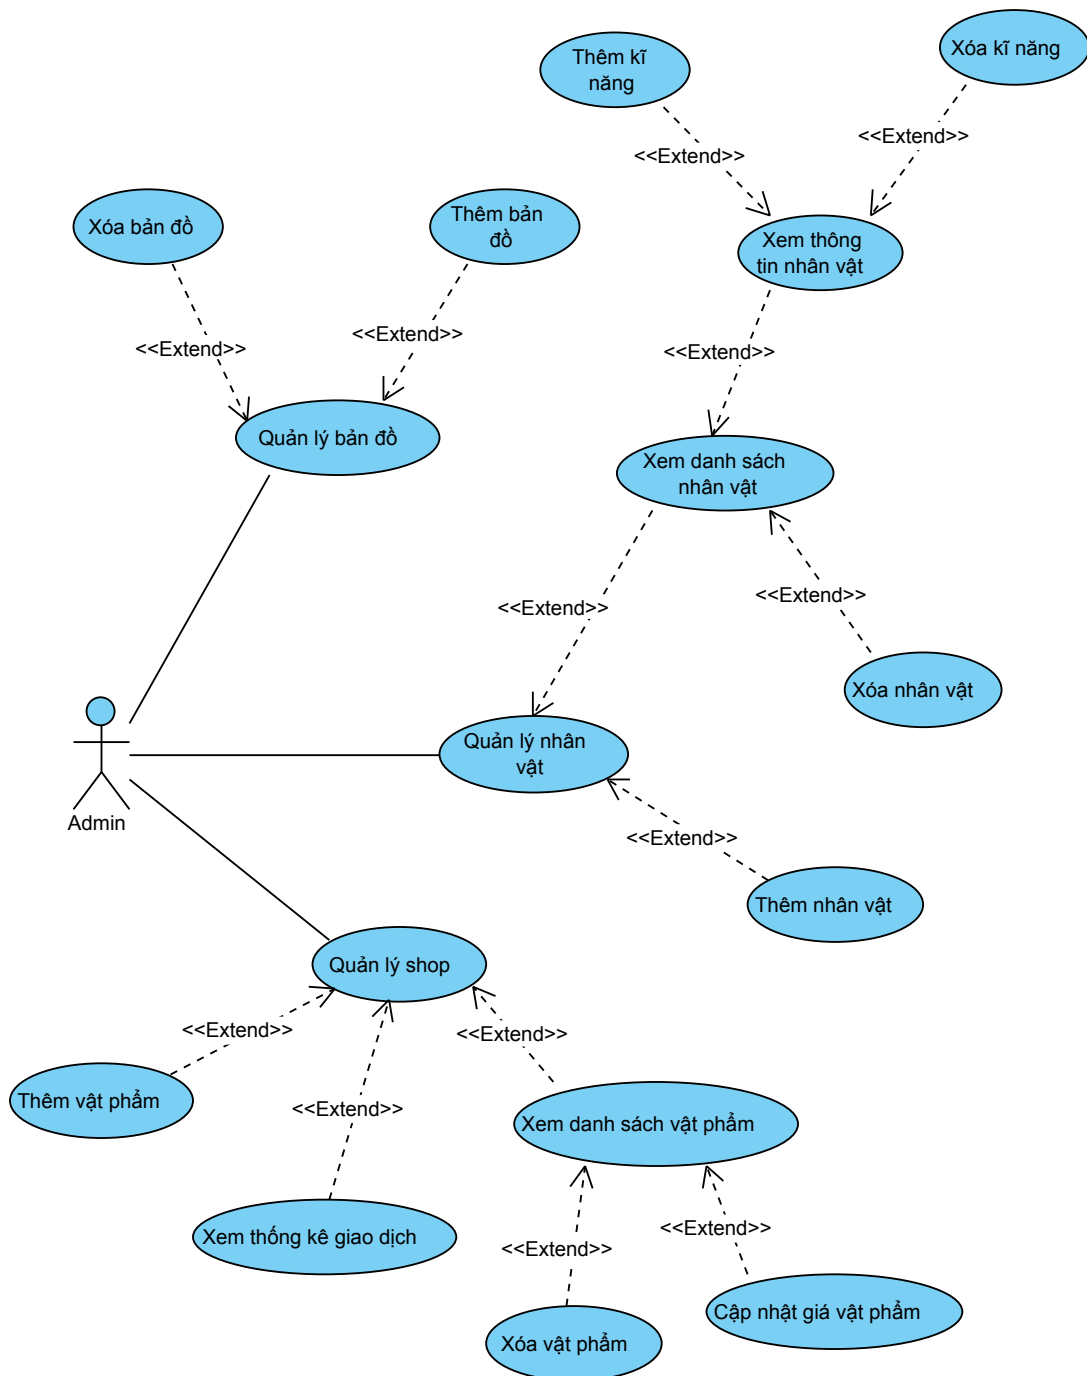 Thêm kĩ
năng
Xóa kĩ năng
<<Extend>>
<<Extend>>
Xóa bản đồ
Thêm bản
đồ
Xem thông
tin nhân vật
<<Extend>>
<<Extend>>
<<Extend>>
Quản lý bản đồ
Xem danh sách
nhân vật
<<Extend>>
<<Extend>>
Xóa nhân vật
Quản lý nhân
vật
Admin
<<Extend>>
Thêm nhân vật
Quản lý shop
<<Extend>>
<<Extend>>
Thêm vật phẩm
<<Extend>>
Xem danh sách vật phẩm
Xem thống kê giao dịch
<<Extend>>
<<Extend>>
Cập nhật giá vật phẩm
Xóa vật phẩm